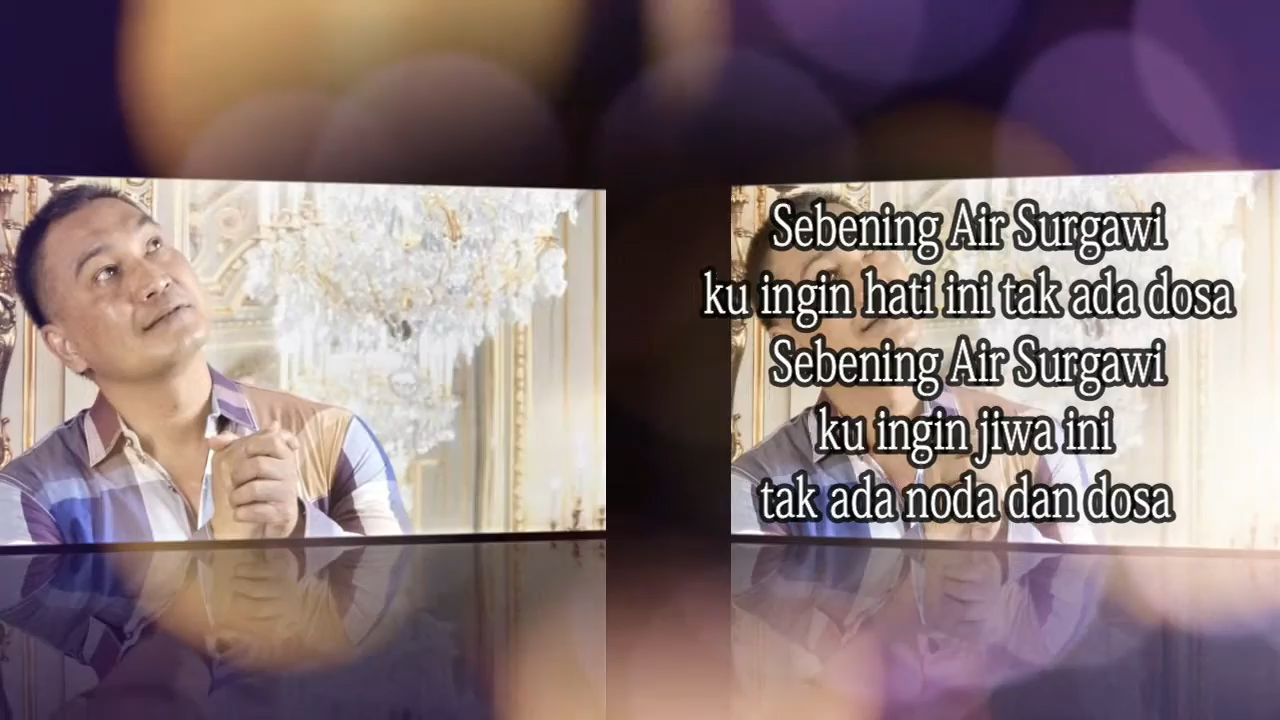 Sebening Air Surgawi
ku ingin hati ini tak ada dosa
Sebening Air Surgawi
ku ingin jiwa ini
tak ada noda dan dosa